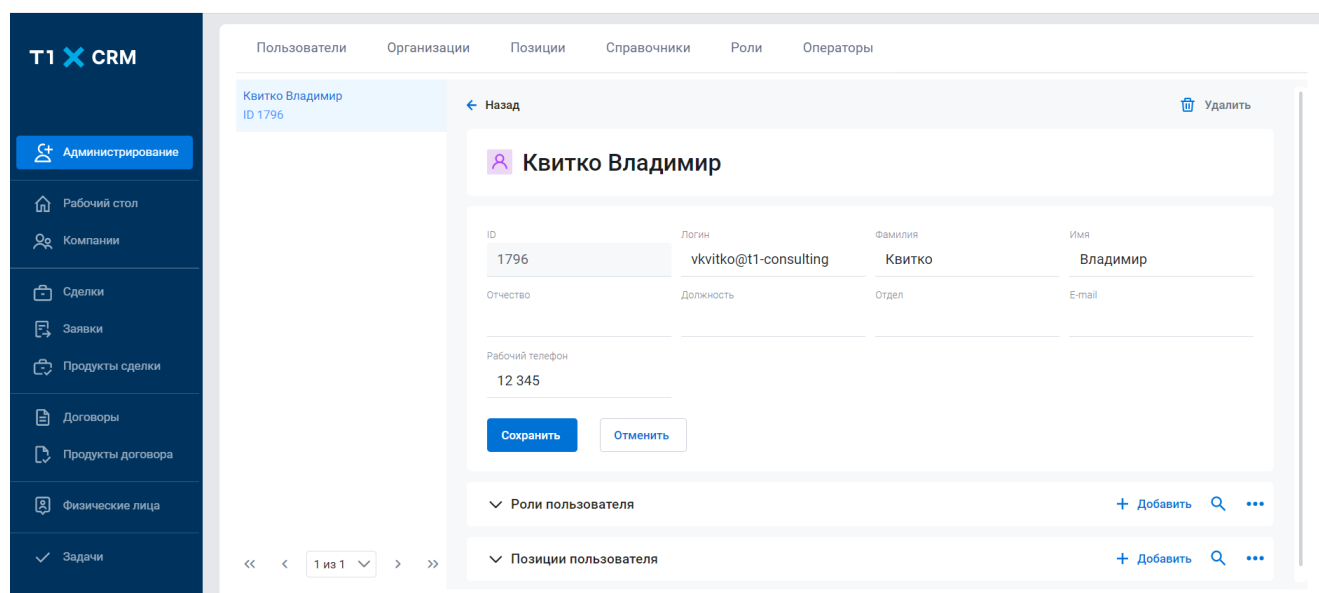 T1 CRM
Администрирование
Рабочий стол
Компании
Сделки
Заявки
Продукты сделки
Договоры
Продукты договора
Физические лица
Задачи
Пользователи Организации Позиции Справочники Роли Операторы
Квитко Владимир
ID 1796
1 из 1
Назад Удалить
Квитко Владимир
ID Логин Фамилия Имя
1796 vkvitko@t1-consulting Квитко Владимир
Отчество Должность Отдел E-mail
Рабочий телефон
12 345
Сохранить Отменить
Роли пользователя Добавить
Позиции пользователя Добавить